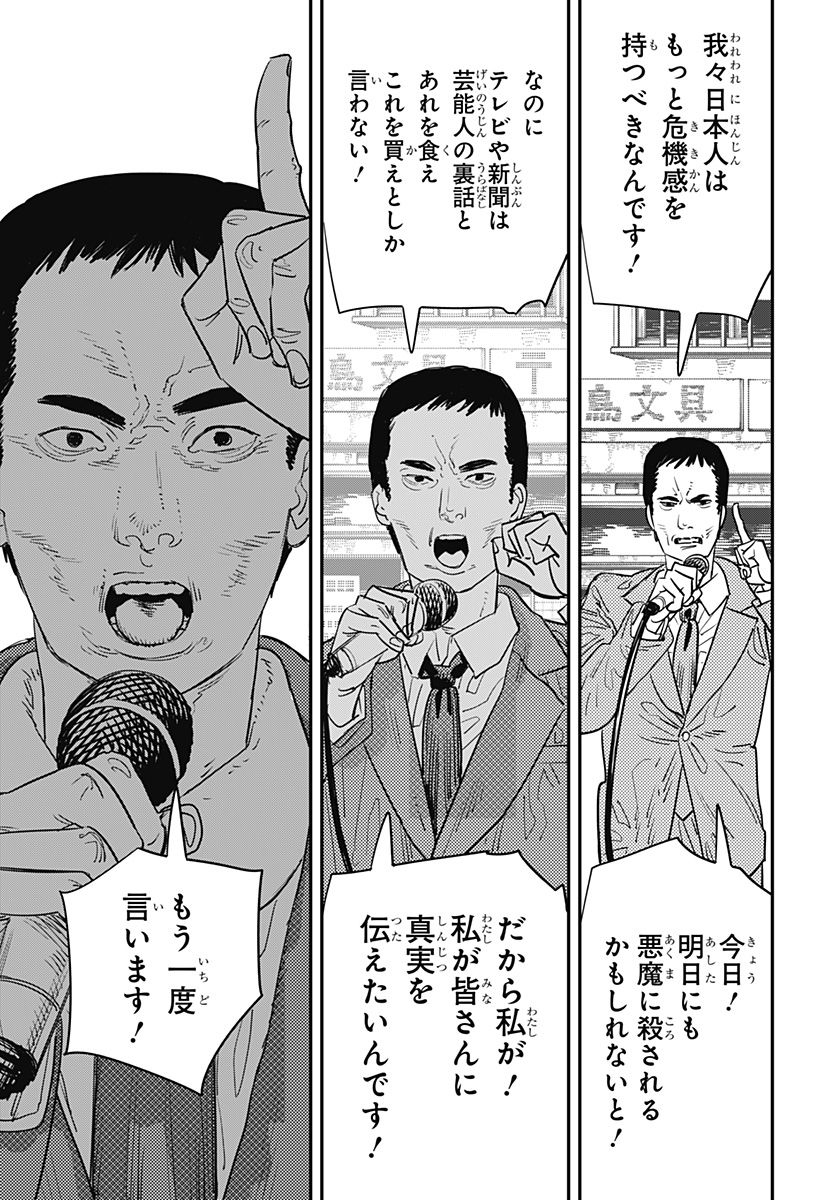 我々日本人は
もっと危機感を
持つべきなんです！
鳥文具
今日！
明日にも
悪魔に殺される
かもしれないと！
なのに
テレビや新聞は
芸能人の裏話と
あれを食え
これを買えとしか
言わない！
鳥文具 〒
だから私が！
私が皆さんに
真実を
伝えたいんです！
もう一度
言います！